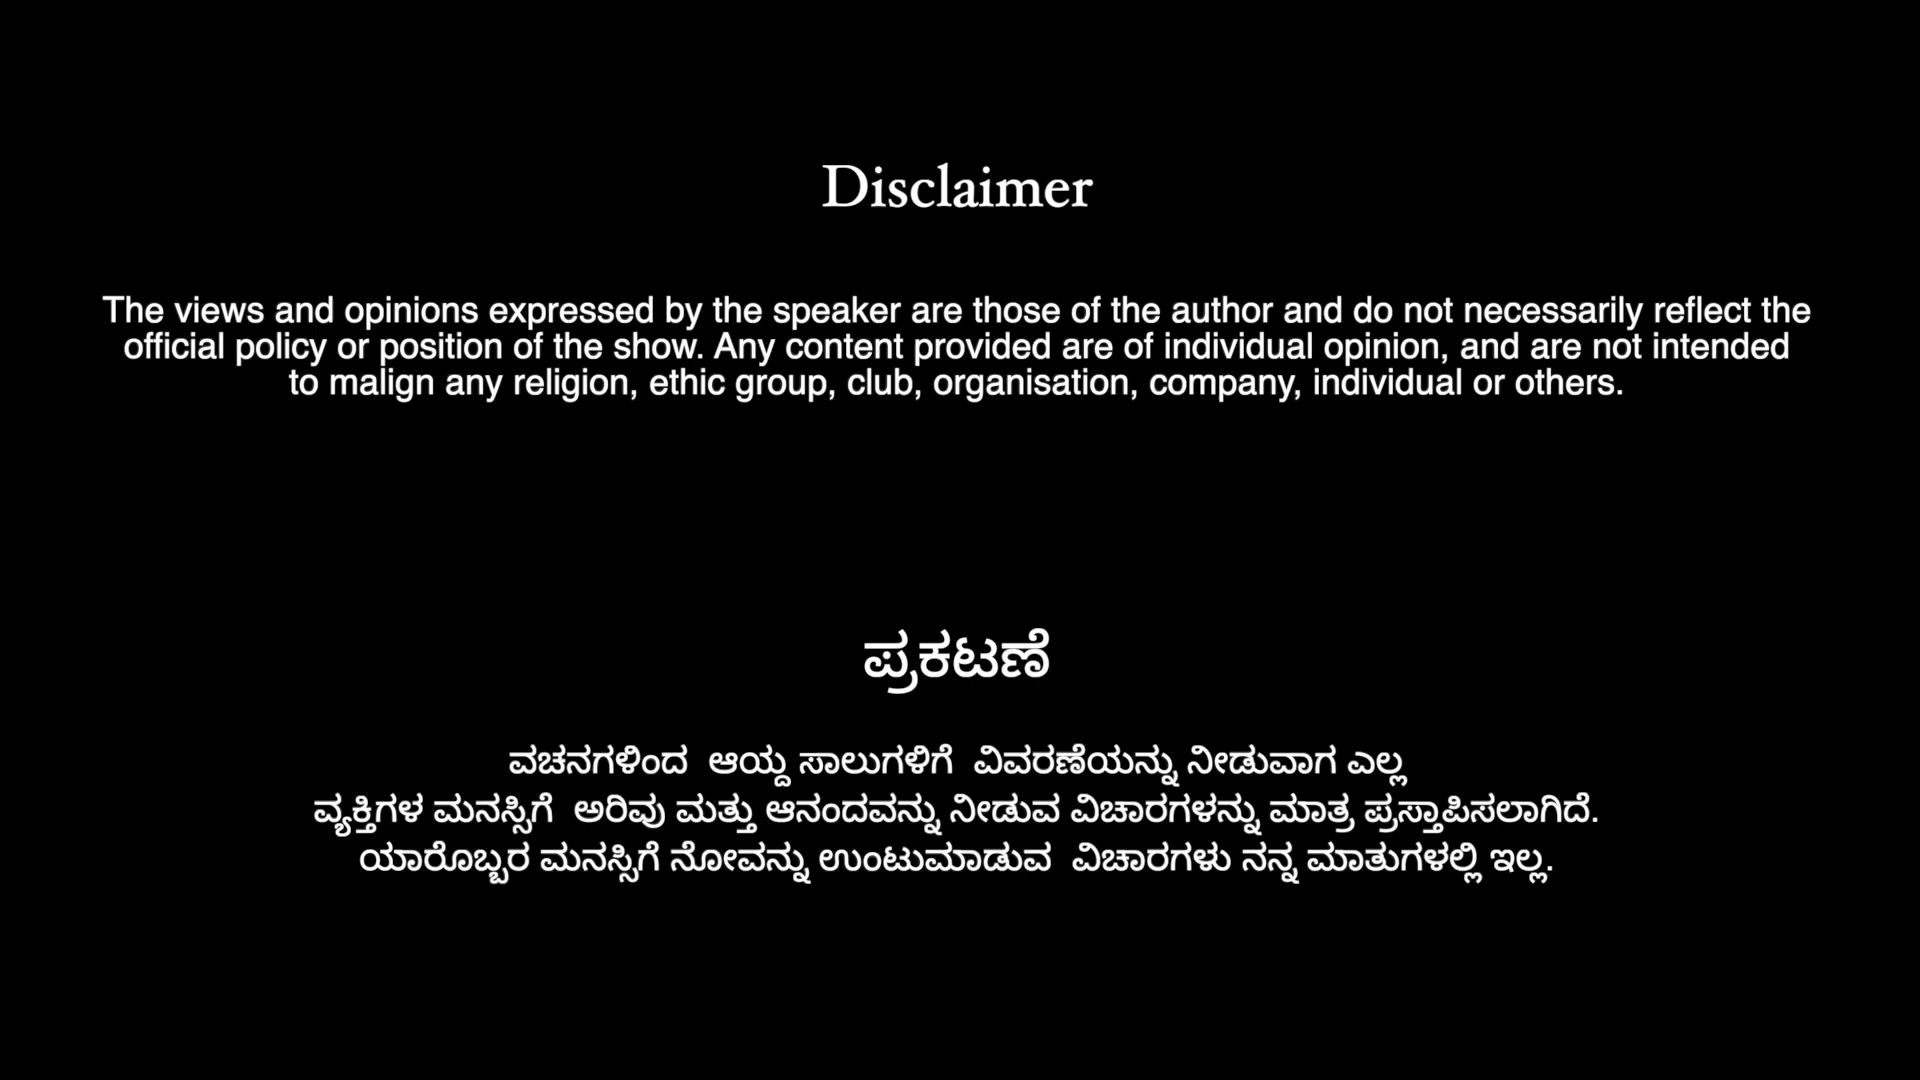 Disclaimer
The views and opinions expressed by the speaker are those of the author and do not necessarily reflect the
official policy or position of the show. Any content provided are of individual opinion, and are not intended
to malign any religion, ethic group, club, organisation, company, individual or others.
ಪ್ರಕಟಣೆ
ವಚನಗಳಿಂದ ಆಯ್ದ ಸಾಲುಗಳಿಗೆ ವಿವರಣೆಯನ್ನು ನೀಡುವಾಗ ಎಲ್ಲ
ವ್ಯಕ್ತಿಗಳ ಮನಸ್ಸಿಗೆ ಅರಿವು ಮತ್ತು ಆನಂದವನ್ನು ನೀಡುವ ವಿಚಾರಗಳನ್ನು ಮಾತ್ರ ಪ್ರಸ್ತಾಪಿಸಲಾಗಿದೆ.
ಯಾರೊಬ್ಬರ ಮನಸ್ಸಿಗೆ ನೋವನ್ನು ಉಂಟುಮಾಡುವ ವಿಚಾರಗಳು ನನ್ನ ಮಾತುಗಳಲ್ಲಿ ಇಲ್ಲ.